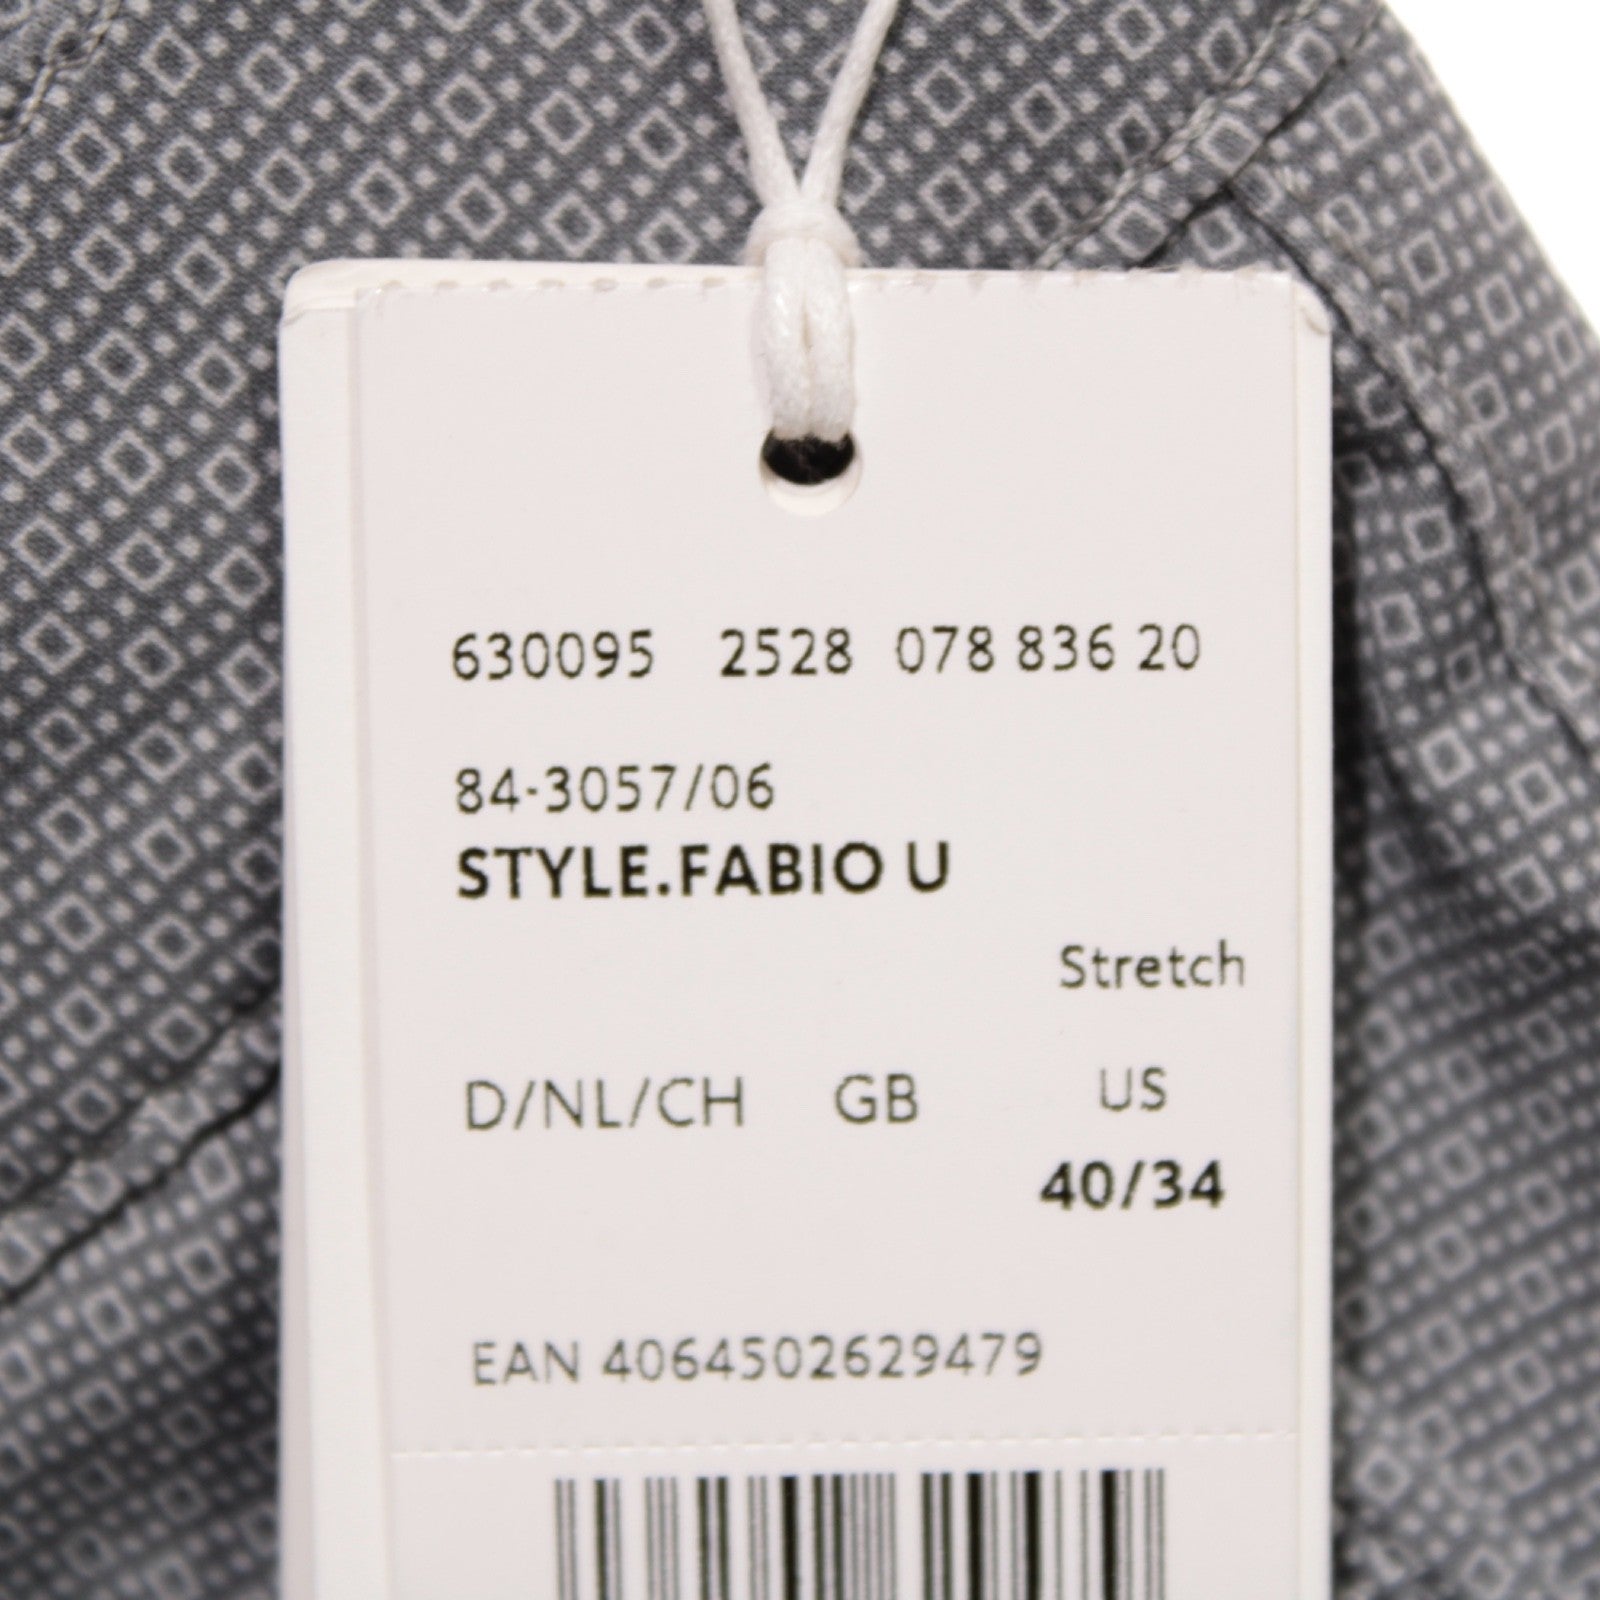 630095 2528 078 836 20
84-3057/06
STYLE.FABIO U
Stretch
D/NL/CH GB US
40/34
EAN 4064502629479